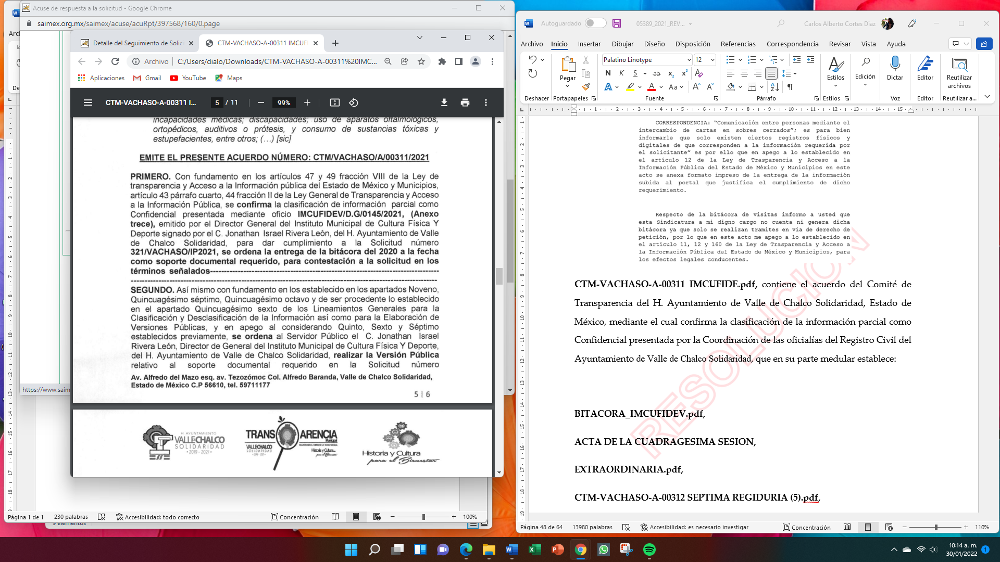 Acuse de respuesta a la solicitud - Google Chrome
saimex.org.mx/saimex/acuse/acuRpt/397568/160/0.page
Detalle del Seguimiento de Solic
CTM-VACHASO-A-00311 IMCUFI
Archivo
C:/Users/dialo/Downloads/CTM-VACHASO-A-00311%20IMC...
Aplicaciones
Gmail
YouTube
Maps
CTM-VACHASO-A-00311 I...
5 / 11
99%
incapacidades médicas; discapacidades; uso de aparatos oftalmológicos,
ortopédicos, auditivos o prótesis, y consumo de sustancias tóxicas y
estupefacientes, entre otros; (…) [sic]
EMITE EL PRESENTE ACUERDO NÚMERO: CTM/VACHASO/A/00311/2021
PRIMERO. Con fundamento en los artículos 47 y 49 fracción VIII de la Ley de
transparencia y Acceso a la Información pública del Estado de México y Municipios,
artículo 43 párrafo cuarto, 44 fracción II de la Ley General de Transparencia y Acceso
a la Información Pública, se confirma la clasificación de información parcial como
Confidencial presentada mediante oficio IMCUFIDEV/D.G/0145/2021, (Anexo
trece), emitido por el Director General del Instituto Municipal de Cultura Física Y
Deporte signado por el C. Jonathan Israel Rivera León, del H. Ayuntamiento de Valle
de Chalco Solidaridad, para dar cumplimiento a la Solicitud número
321/VACHASO/IP2021, se ordena la entrega de la bitácora del 2020 a la fecha
como soporte documental requerido, para contestación a la solicitud en los
términos señalados--------------------------------------------------------------------------------
--------------------------------------------------------------------------------------------------------------
SEGUNDO. Así mismo con fundamento en los establecido en los apartados Noveno,
Quincuagésimo séptimo, Quincuagésimo octavo y de ser procedente lo establecido
en el apartado Quincuagésimo sexto de los Lineamientos Generales para la
Clasificación y Desclasificación de la Información así como para la Elaboración de
Versiones Públicas, y en apego al considerando Quinto, Sexto y Séptimo
establecidos previamente, se ordena al Servidor Público el C. Jonathan Israel
Rivera León, Director de General del Instituto Municipal de Cultura Física Y Deporte,
del H. Ayuntamiento de Valle de Chalco Solidaridad, realizar la Versión Pública
relativo al soporte documental requerido en la Solicitud número
Av. Alfredo del Mazo esq. av. Tezozómoc Col. Alfredo Baranda, Valle de Chalco Solidaridad,
Estado de México C.P 56610, tel. 59711177
5 | 6
H. AYUNTAMIENTO
VALLE CHALCO
SOLIDARIDAD
• 2019 - 2021 •
TRANS ARENCIA
Municipal
VALLE CHALCO
SOLIDARIDAD
Historia y Cultura
para el Bienestar
Historia y Cultura
para el Bienestar
https://www.saim
Página 1 de 1
230 palabras
Accesibilidad: todo correcto
Concentración
100%
9 elementos
Autoguardado
05389_2021_REV...
Carlos Alberto Cortes Diaz
Archivo
Inicio
Insertar
Dibujar
Diseño
Disposición
Referencias
Correspondencia
Revisar
Vista
Ayuda
Palatino Linotype
12
Pegar
N K S ab x₂ x²
Aa
Estilos
Edición
Dictar
Editor
Reutilizar
archivos
Deshacer
Portapapeles
Fuente
Párrafo
Estilos
Voz
Editor
Reutilizar a...
CORRESPONDENCIA: "Comunicación entre personas mediante el
intercambio de cartas en sobres cerrados"; es para bien
informarle que solo existen ciertos registros físicos y
digitales de que corresponden a la información requerida por
el solicitante" es por ello que en apego a lo establecido en
el artículo 12 de la Ley de Trasparencia y Acceso a la
Información Pública del Estado de México y Municipios en este
acto se anexa formato impreso de la entrega de la información
subida al portal que justifica el cumplimiento de dicho
requerimiento.
Respecto de la bitácora de visitas informo a usted que
esta Sindicatura a mi digno cargo no cuenta ni genera dicha
bitácora ya que solo se realizan tramites en vía de derecho de
petición, por lo que en este acto me apego a lo establecido en
el artículo 11, 12 y 160 de la Ley de Trasparencia y Acceso a
la Información Pública del Estado de México y Municipios, para
los efectos legales conducentes.
RESOLUCIÓN
CTM-VACHASO-A-00311 IMCUFIDE.pdf, contiene el acuerdo del Comité de
Transparencia del H. Ayuntamiento de Valle de Chalco Solidaridad, Estado de
México, mediante el cual confirma la clasificación de la información parcial como
Confidencial presentada por la Coordinación de las oficialías del Registro Civil del
Ayuntamiento de Valle de Chalco Solidaridad, que en su parte medular establece:
BITACORA_IMCUFIDEV.pdf,
ACTA DE LA CUADRAGESIMA SESION,
EXTRAORDINARIA.pdf,
CTM-VACHASO-A-00312 SEPTIMA REGIDURIA (5).pdf,
Página 48 de 64
13980 palabras
Accesibilidad: es necesario investigar
Concentración
110%
10:14 a. m.
30/01/2022